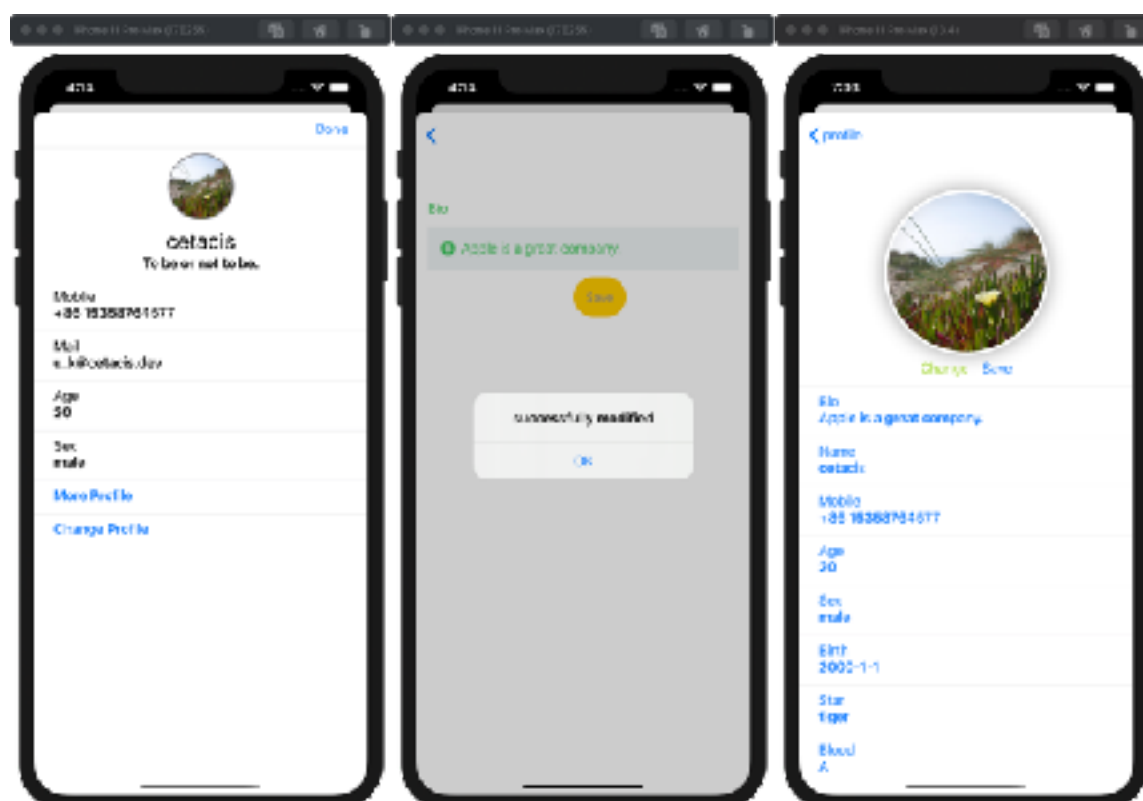 Done
cetacis
To be or not to be.
Mobile
Mail
Age
20
Sex
male
More Profile
Change Profile
Bio
Apple is a great company.
Save
successfully modified
OK
profile
Change Save
Bio
Apple is a great company.
Name
cetacis
Mobile
Age
20
Sex
male
Birth
2000-1-1
Star
tiger
Blood
A